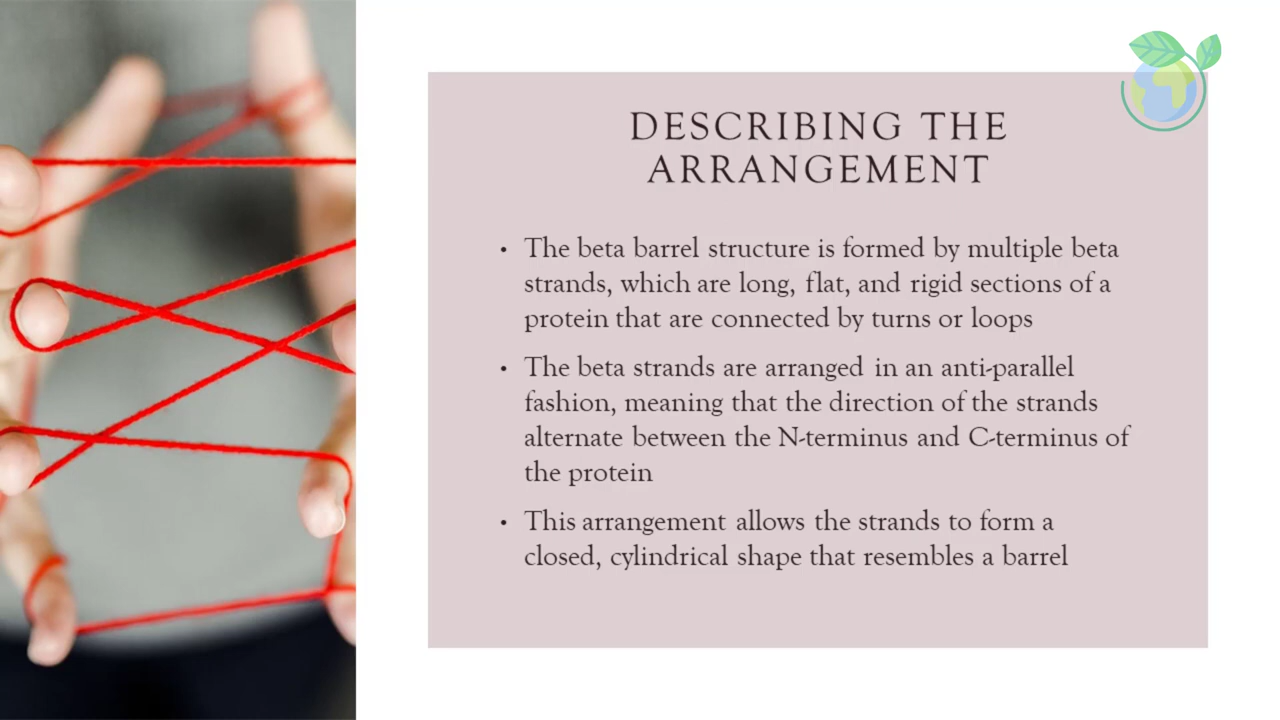 DESCRIBING THE
ARRANGEMENT
• The beta barrel structure is formed by multiple beta
strands, which are long, flat, and rigid sections of a
protein that are connected by turns or loops
• The beta strands are arranged in an anti-parallel
fashion, meaning that the direction of the strands
alternate between the N-terminus and C-terminus of
the protein
• This arrangement allows the strands to form a
closed, cylindrical shape that resembles a barrel